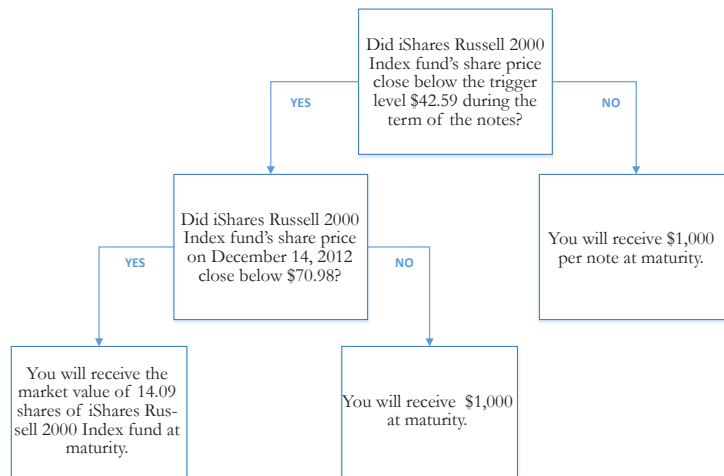 Did iShares Russell 2000
Index fund's share price
close below the trigger
level $42.59 during the
term of the notes?
YES
NO
Did iShares Russell 2000
Index fund's share price
on December 14, 2012
close below $70.98?
You will receive $1,000
per note at maturity.
YES
NO
You will receive the
market value of 14.09
shares of iShares Rus-
sell 2000 Index fund at
maturity.
You will receive  $1,000
at maturity.